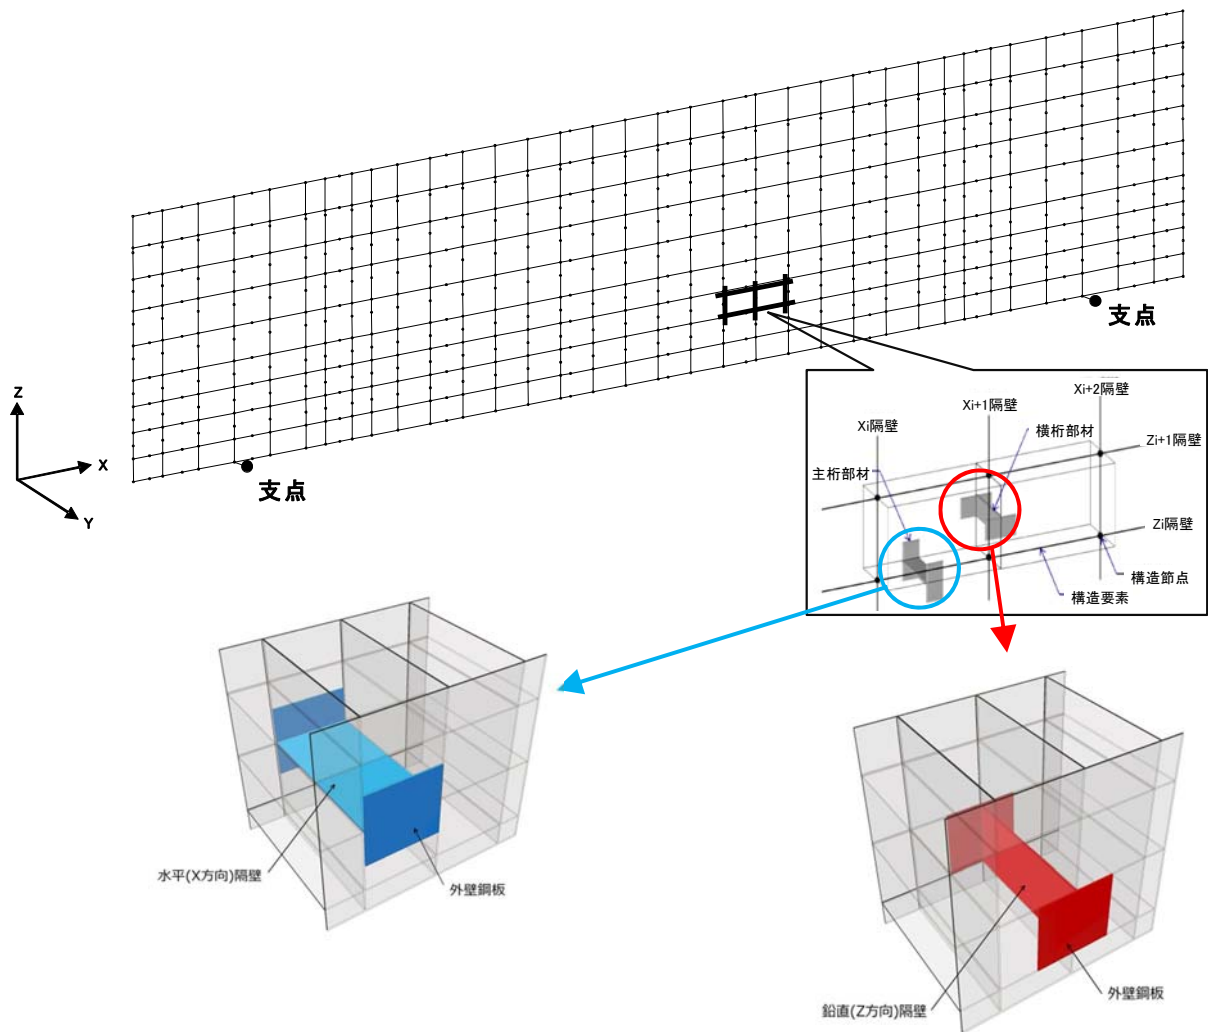 支点
Z
X
Y
支点
Xi+2隔壁
Xi+1隔壁
Xi隔壁
横桁部材
Zi+1隔壁
主桁部材
Zi隔壁
構造節点
構造要素
水平(X方向)隔壁
外壁鋼板
鉛直(Z方向)隔壁
外壁鋼板